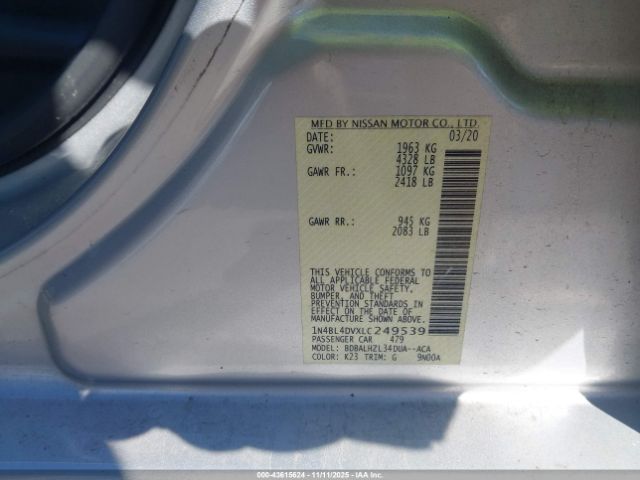 MFD BY NISSAN MOTOR CO., LTD.
DATE: 03/20
GVWR: 1963 KG
4328 LB
GAWR FR.: 1097 KG
2418 LB
GAWR RR.: 945 KG
2083 LB
THIS VEHICLE CONFORMS TO
ALL APPLICABLE FEDERAL
MOTOR VEHICLE SAFETY,
BUMPER, AND THEFT
PREVENTION STANDARDS IN
EFFECT ON THE DATE OF
MANUFACTURE SHOWN ABOVE.
1N4BL4DVXLC249539
PASSENGER CAR 479
MODEL: BDBALHZL34DUA--ACA
COLOR: K23 TRIM: G 9N00A
000-43615624 - 11/11/2025 - IAA Inc.